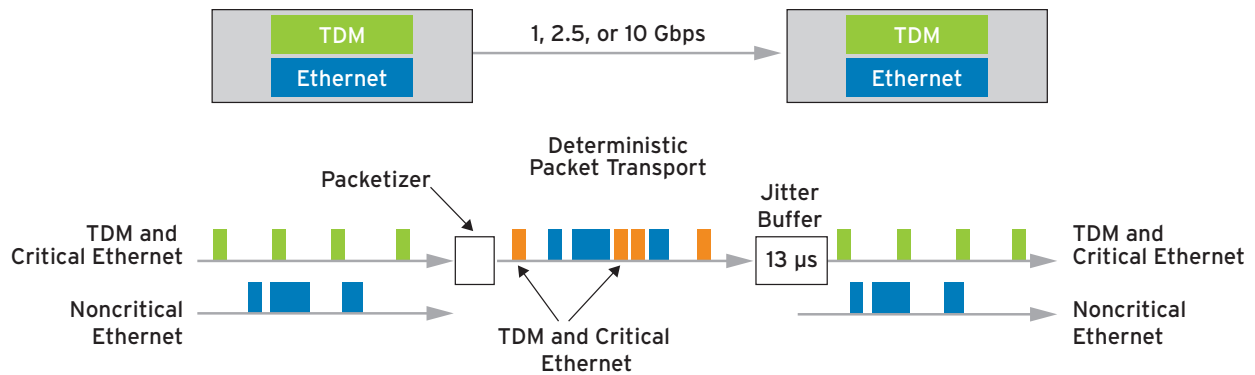 TDM
Ethernet
1, 2.5, or 10 Gbps
TDM
Ethernet
Deterministic
Packet Transport
Packetizer
Jitter
Buffer
TDM and
Critical Ethernet
13 µs
TDM and
Critical Ethernet
Noncritical
Ethernet
TDM and Critical
Ethernet
Noncritical
Ethernet